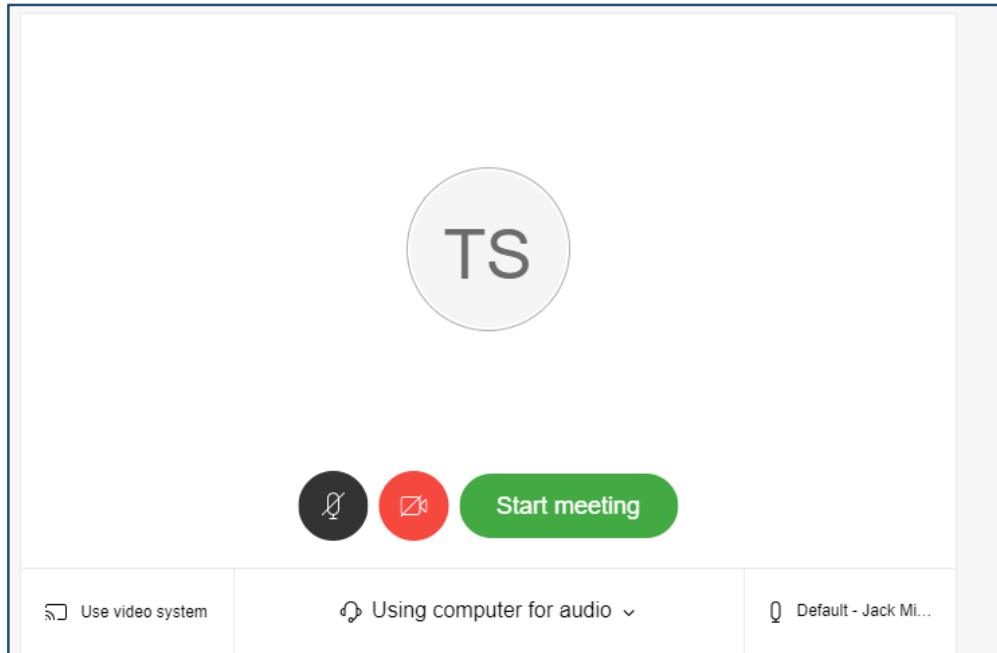 TS
Start meeting
Use video system
Using computer for audio
Default - Jack Mi...